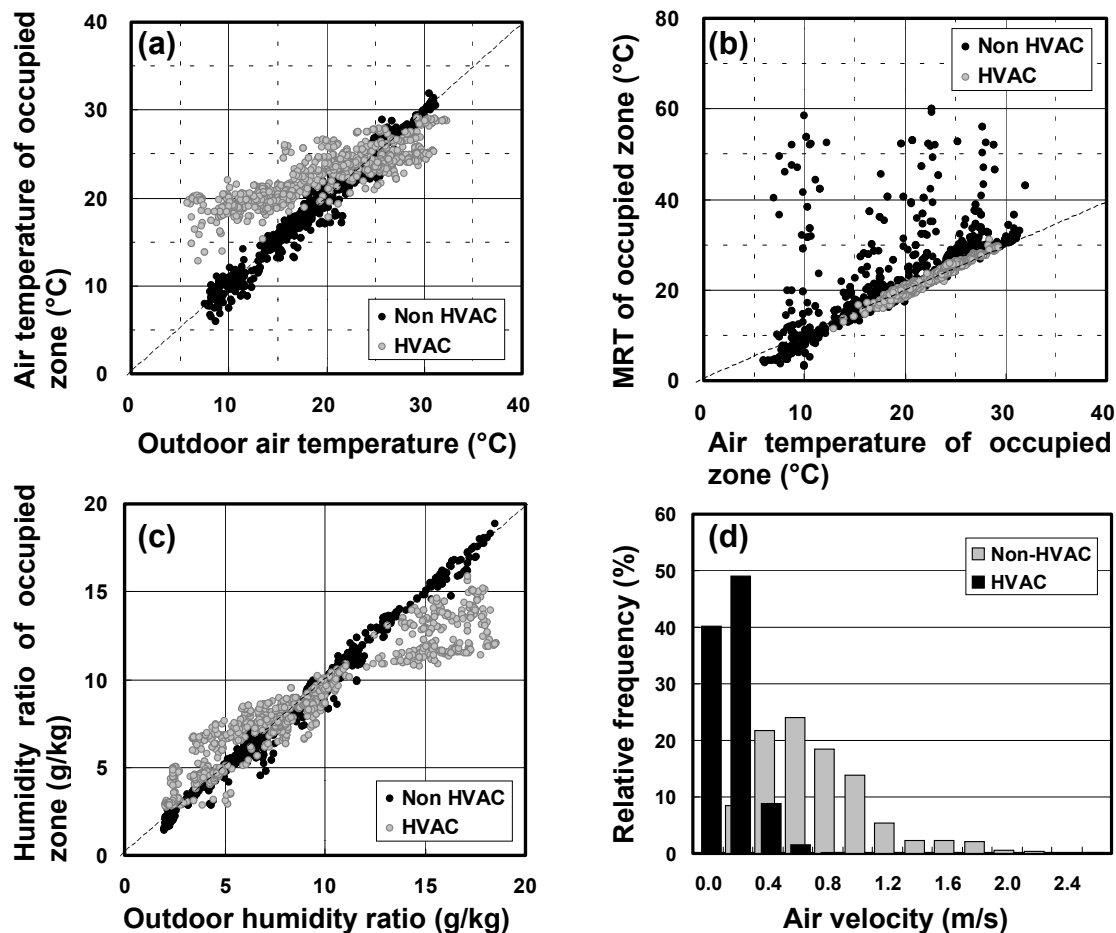 (a)
Air temperature of occupied
zone (°C)
40
30
20
10
0
0 10 20 30 40
Outdoor air temperature (°C)
Non HVAC
HVAC
(b)
MRT of occupied zone (°C)
80
60
40
20
0
0 10 20 30 40
Air temperature of occupied
zone (°C)
Non HVAC
HVAC
(c)
Humidity ratio of occupied
zone (g/kg)
20
15
10
5
0
0 5 10 15 20
Outdoor humidity ratio (g/kg)
Non HVAC
HVAC
(d)
Relative frequency (%)
60
50
40
30
20
10
0
0.0 0.4 0.8 1.2 1.6 2.0 2.4
Air velocity (m/s)
Non-HVAC
HVAC